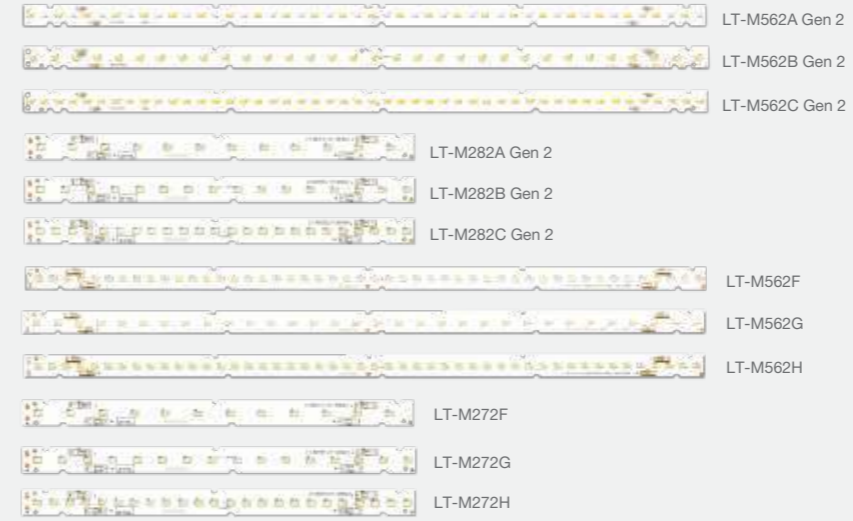 LT-M562A Gen 2
LT-M562B Gen 2
LT-M562C Gen 2
LT-M282A Gen 2
LT-M282B Gen 2
LT-M282C Gen 2
LT-M562F
LT-M562G
LT-M562H
LT-M272F
LT-M272G
LT-M272H